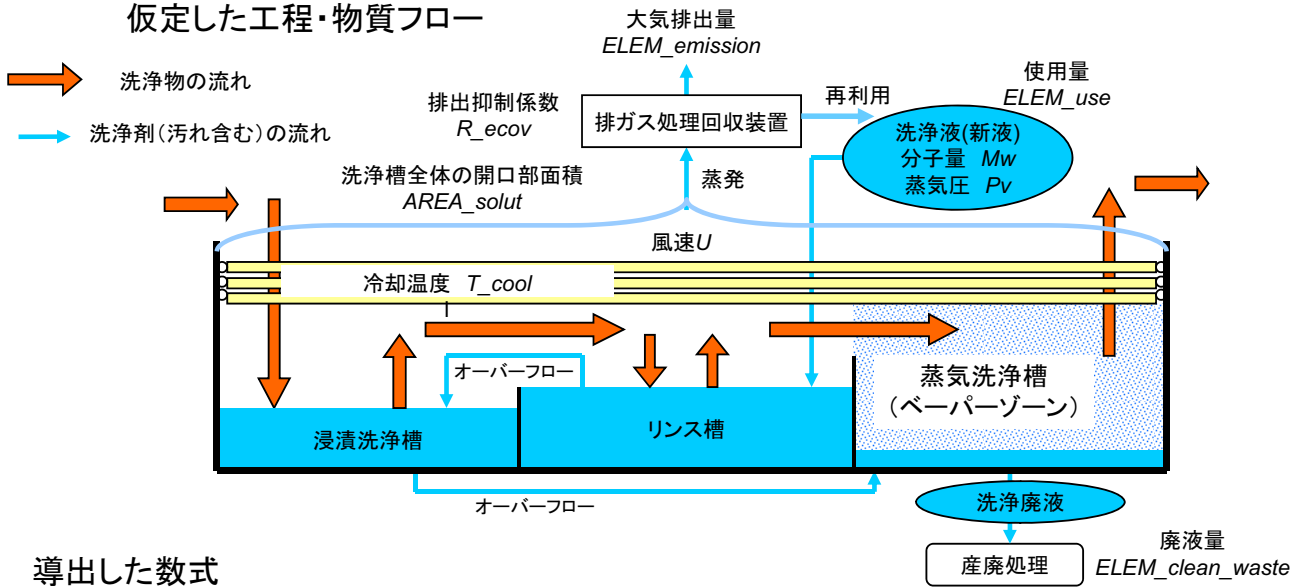 仮定した工程・物質フロー
洗浄物の流れ
洗浄剤(汚れ含む)の流れ
大気排出量
ELEM_emission
排出抑制係数
R_ecov
排ガス処理回収装置
再利用
使用量
ELEM_use
洗浄液(新液)
分子量 Mw
蒸気圧 Pv
洗浄槽全体の開口部面積
AREA_solut
蒸発
風速U
冷却温度 T_cool
オーバーフロー
蒸気洗浄槽
(ベーパーゾーン)
浸漬洗浄槽
リンス槽
オーバーフロー
洗浄廃液
産廃処理
廃液量
ELEM_clean_waste
導出した数式